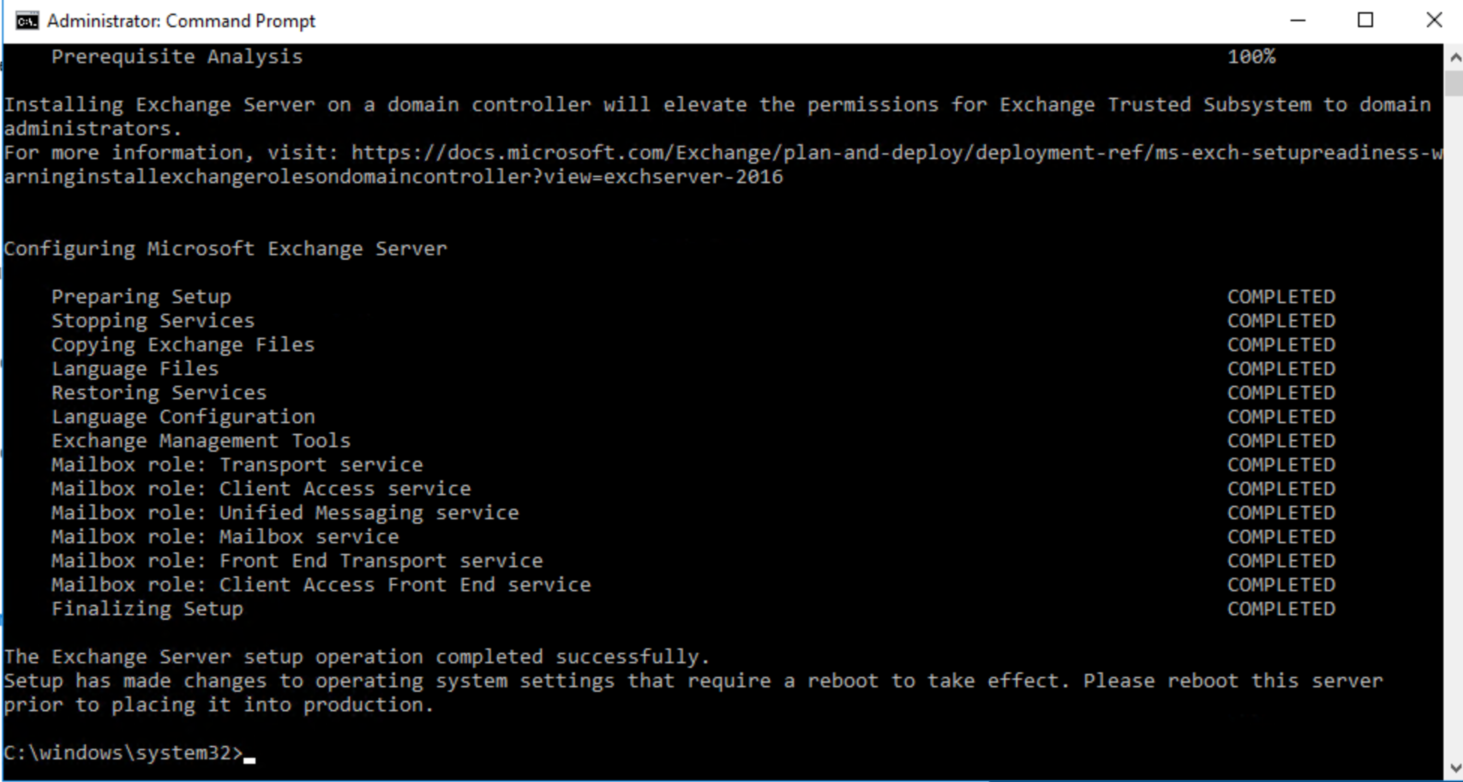 Administrator: Command Prompt
Prerequisite Analysis 100%
Installing Exchange Server on a domain controller will elevate the permissions for Exchange Trusted Subsystem to domain
administrators.
For more information, visit: https://docs.microsoft.com/Exchange/plan-and-deploy/deployment-ref/ms-exch-setupreadiness-w
arninginstallexchangerolesondomaincontroller?view=exchserver-2016
Configuring Microsoft Exchange Server
Preparing Setup COMPLETED
Stopping Services COMPLETED
Copying Exchange Files COMPLETED
Language Files COMPLETED
Restoring Services COMPLETED
Language Configuration COMPLETED
Exchange Management Tools COMPLETED
Mailbox role: Transport service COMPLETED
Mailbox role: Client Access service COMPLETED
Mailbox role: Unified Messaging service COMPLETED
Mailbox role: Mailbox service COMPLETED
Mailbox role: Front End Transport service COMPLETED
Mailbox role: Client Access Front End service COMPLETED
Finalizing Setup COMPLETED
The Exchange Server setup operation completed successfully.
Setup has made changes to operating system settings that require a reboot to take effect. Please reboot this server
prior to placing it into production.
C:\windows\system32>